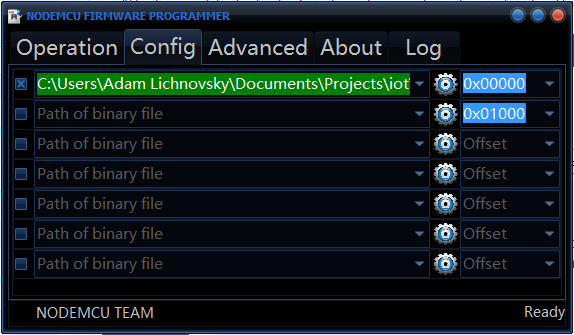 NODEMCU FIRMWARE PROGRAMMER
Operation Config Advanced About Log
C:\Users\Adam Lichnovsky\Documents\Projects\iot\ 0x00000
Path of binary file 0x01000
Path of binary file Offset
Path of binary file Offset
Path of binary file Offset
Path of binary file Offset
Path of binary file Offset
NODEMCU TEAM Ready